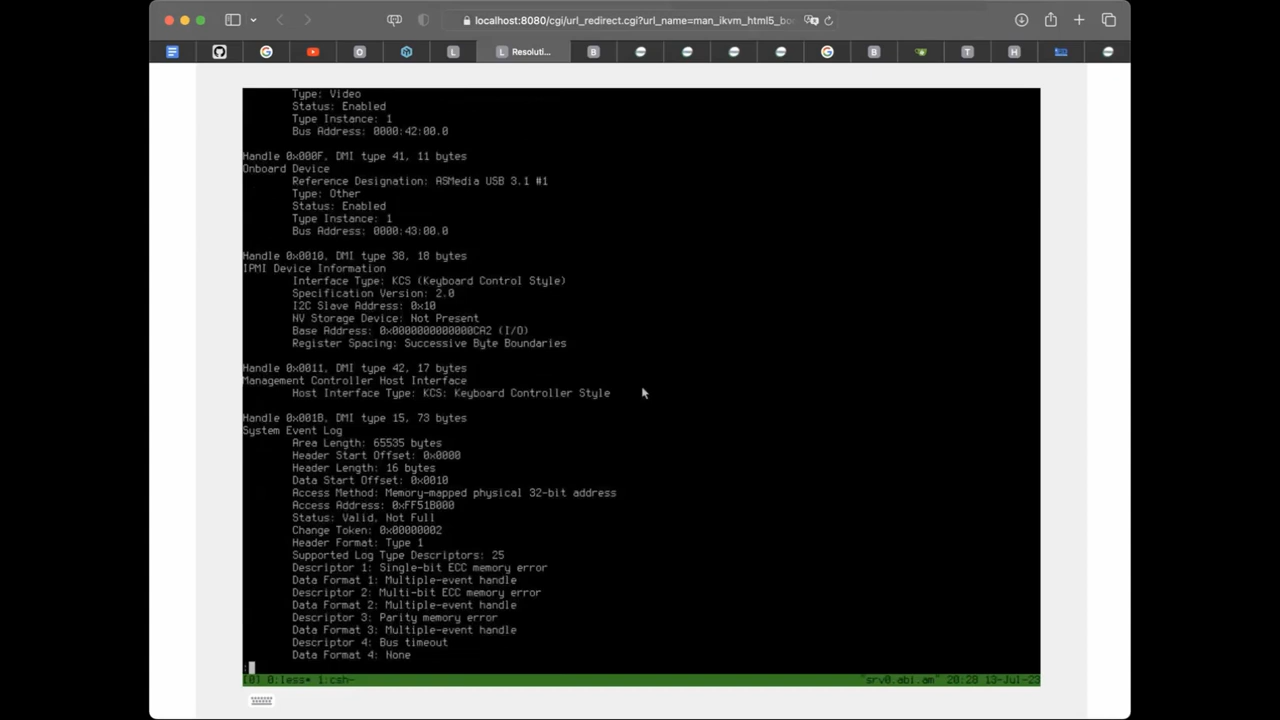 localhost:8080/cgi/url_redirect.cgi?url_name=man_ikvm_html5_bo
L
L Resolutio...
B
B
T
H
Type: Video
Status: Enabled
Type Instance: 1
Bus Address: 0000:42:00.0
Handle 0x000F, DMI type 41, 11 bytes
Onboard Device
Reference Designation: ASMedia USB 3.1 #1
Type: Other
Status: Enabled
Type Instance: 1
Bus Address: 0000:43:00.0
Handle 0x0010, DMI type 38, 18 bytes
IPMI Device Information
Interface Type: KCS (Keyboard Control Style)
Specification Version: 2.0
I2C Slave Address: 0x10
NV Storage Device: Not Present
Base Address: 0x0000000000000CA2 (I/O)
Register Spacing: Successive Byte Boundaries
Handle 0x0011, DMI type 42, 17 bytes
Management Controller Host Interface
Host Interface Type: KCS: Keyboard Controller Style
Handle 0x001B, DMI type 15, 73 bytes
System Event Log
Area Length: 65535 bytes
Header Start Offset: 0x0000
Header Length: 16 bytes
Data Start Offset: 0x0010
Access Method: Memory-mapped physical 32-bit address
Access Address: 0xFF51B000
Status: Valid, Not Full
Change Token: 0x00000002
Header Format: Type 1
Supported Log Type Descriptors: 25
Descriptor 1: Single-bit ECC memory error
Data Format 1: Multiple-event handle
Descriptor 2: Multi-bit ECC memory error
Data Format 2: Multiple-event handle
Descriptor 3: Parity memory error
Data Format 3: Multiple-event handle
Descriptor 4: Bus timeout
Data Format 4: None
:
[0] 0:less* 1:csh- "srv0.abi.am" 20:28 13-Jul-23